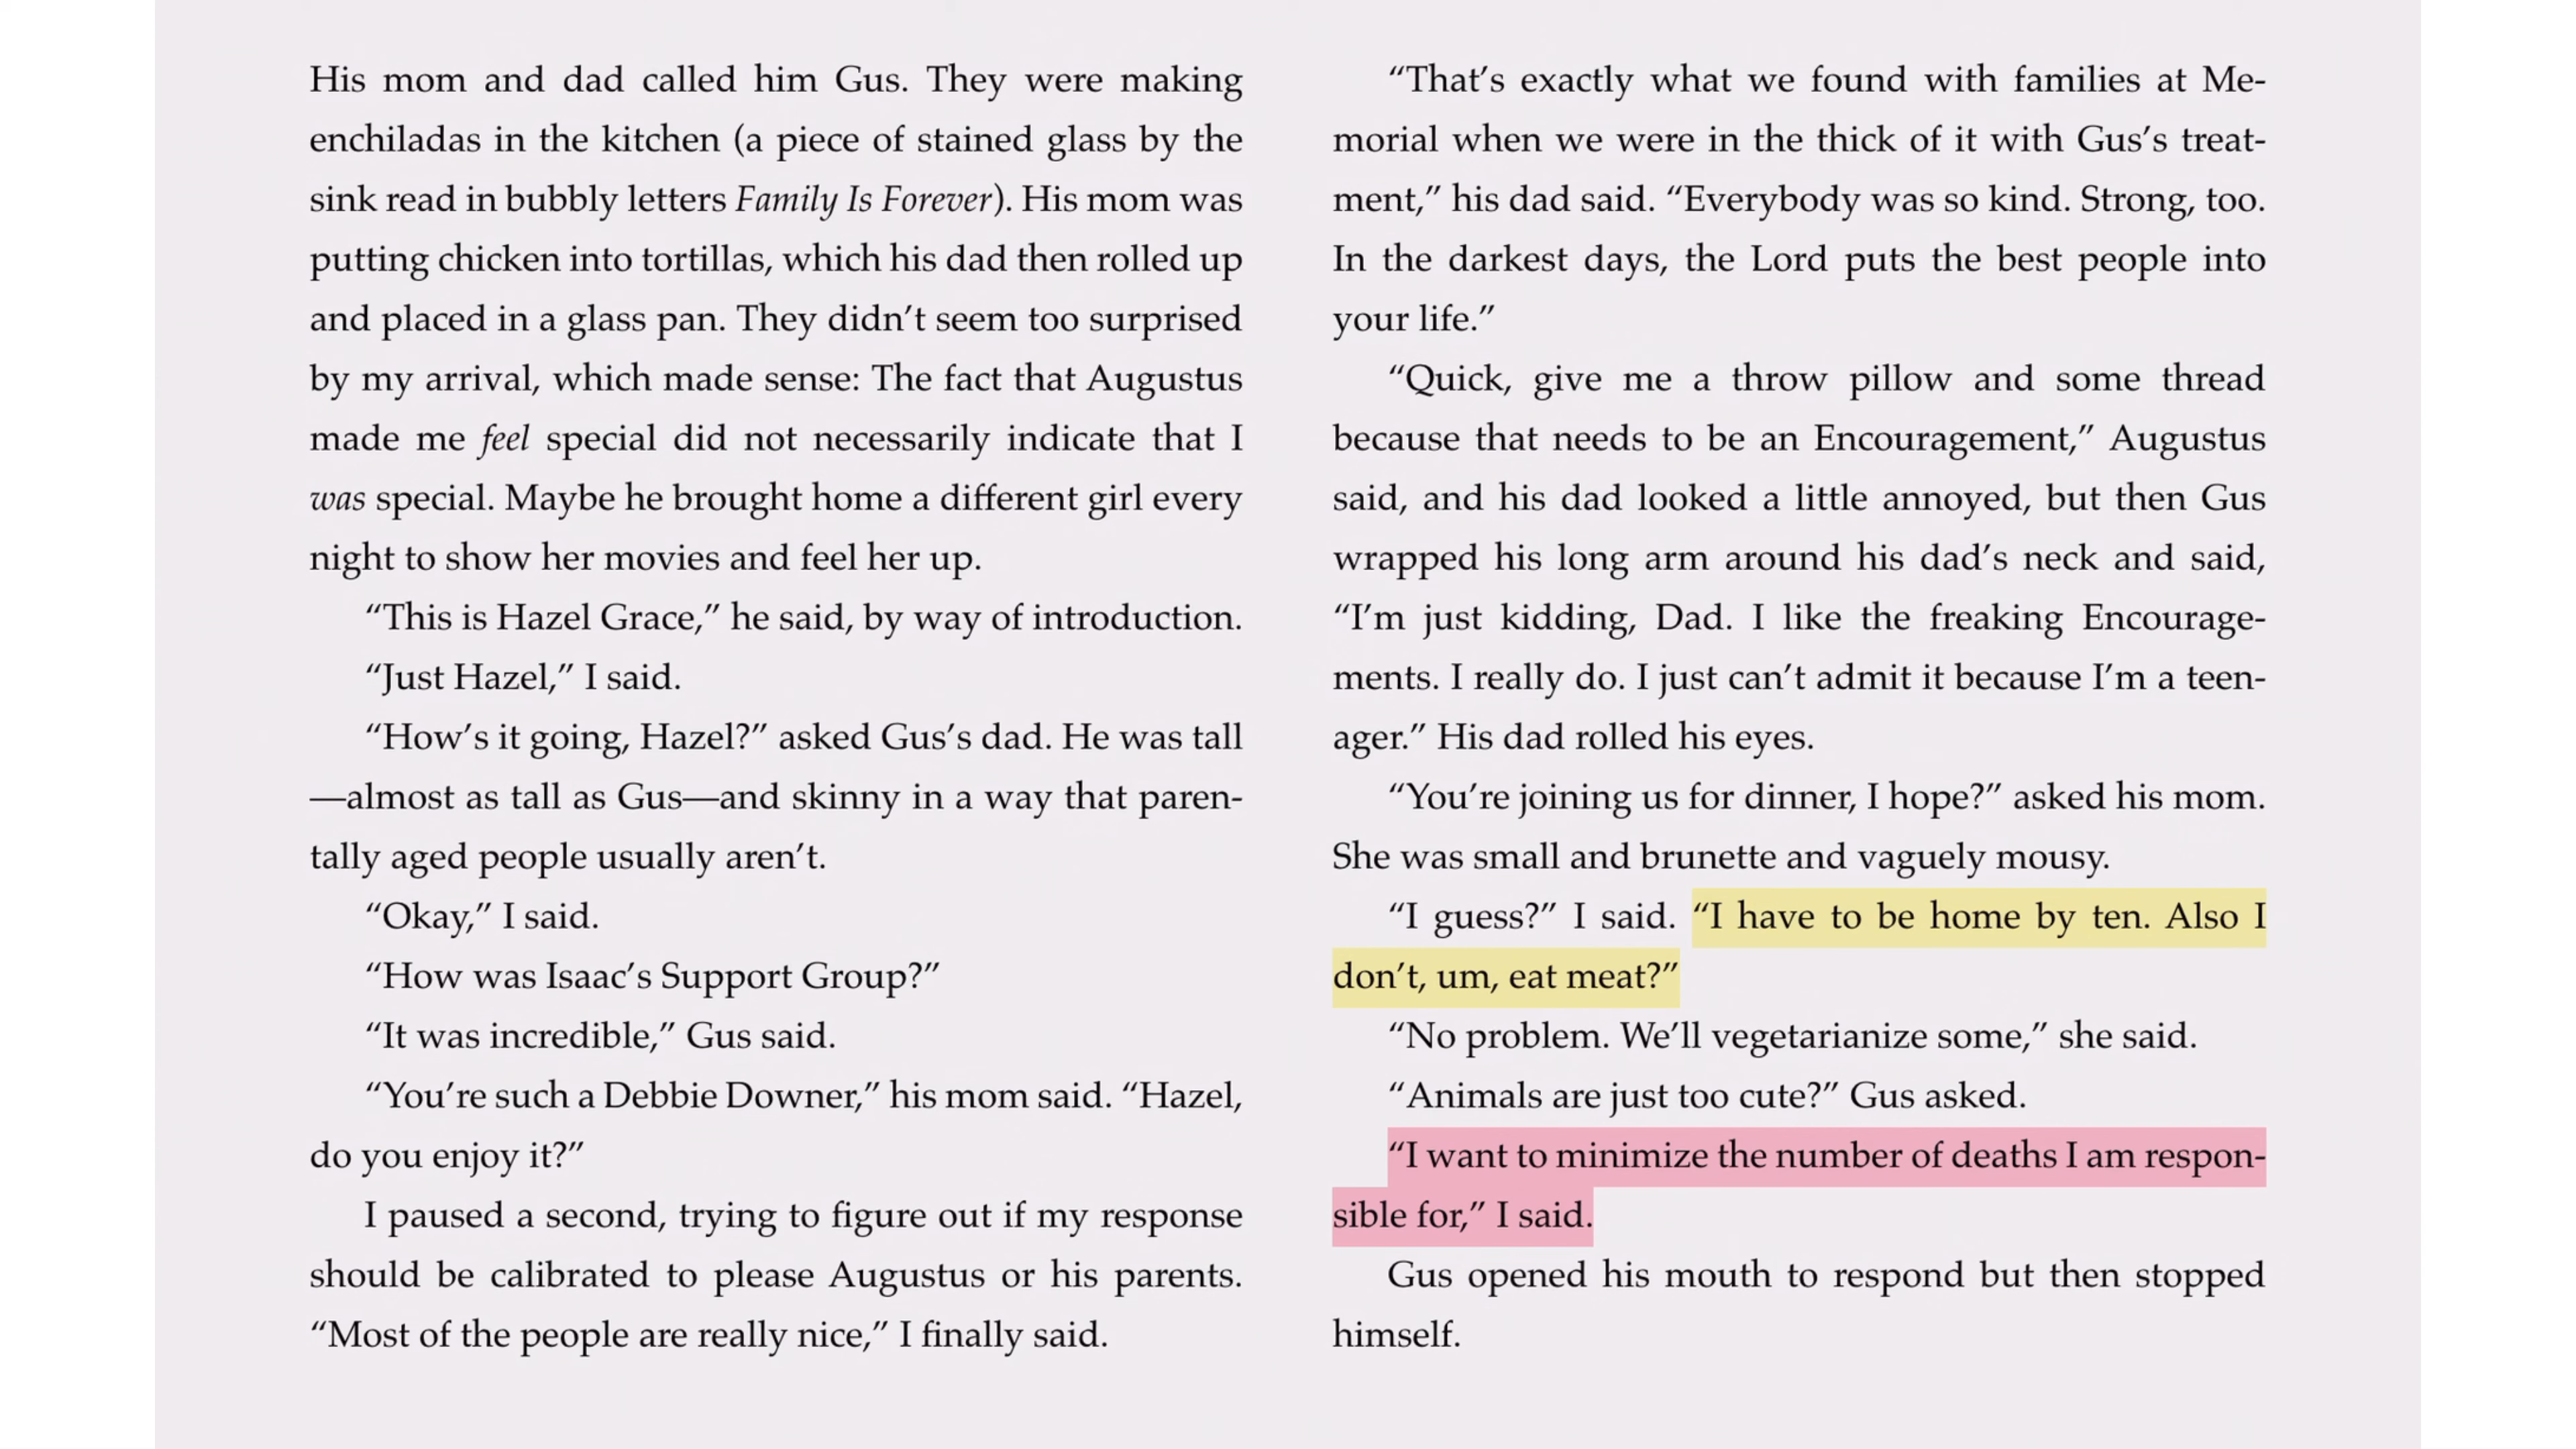 His mom and dad called him Gus. They were making
enchiladas in the kitchen (a piece of stained glass by the
sink read in bubbly letters Family Is Forever). His mom was
putting chicken into tortillas, which his dad then rolled up
and placed in a glass pan. They didn’t seem too surprised
by my arrival, which made sense: The fact that Augustus
made me feel special did not necessarily indicate that I
was special. Maybe he brought home a different girl every
night to show her movies and feel her up.
“This is Hazel Grace,” he said, by way of introduction.
“Just Hazel,” I said.
“How’s it going, Hazel?” asked Gus’s dad. He was tall
—almost as tall as Gus—and skinny in a way that paren-
tally aged people usually aren’t.
“Okay,” I said.
“How was Isaac’s Support Group?”
“It was incredible,” Gus said.
“You’re such a Debbie Downer,” his mom said. “Hazel,
do you enjoy it?”
I paused a second, trying to figure out if my response
should be calibrated to please Augustus or his parents.
“Most of the people are really nice,” I finally said.
“That’s exactly what we found with families at Me-
morial when we were in the thick of it with Gus’s treat-
ment,” his dad said. “Everybody was so kind. Strong, too.
In the darkest days, the Lord puts the best people into
your life.”
“Quick, give me a throw pillow and some thread
because that needs to be an Encouragement,” Augustus
said, and his dad looked a little annoyed, but then Gus
wrapped his long arm around his dad’s neck and said,
“I’m just kidding, Dad. I like the freaking Encourage-
ments. I really do. I just can’t admit it because I’m a teen-
ager.” His dad rolled his eyes.
“You’re joining us for dinner, I hope?” asked his mom.
She was small and brunette and vaguely mousy.
“I guess?” I said. “I have to be home by ten. Also I
don’t, um, eat meat?”
“No problem. We’ll vegetarianize some,” she said.
“Animals are just too cute?” Gus asked.
“I want to minimize the number of deaths I am respon-
sible for,” I said.
Gus opened his mouth to respond but then stopped
himself.